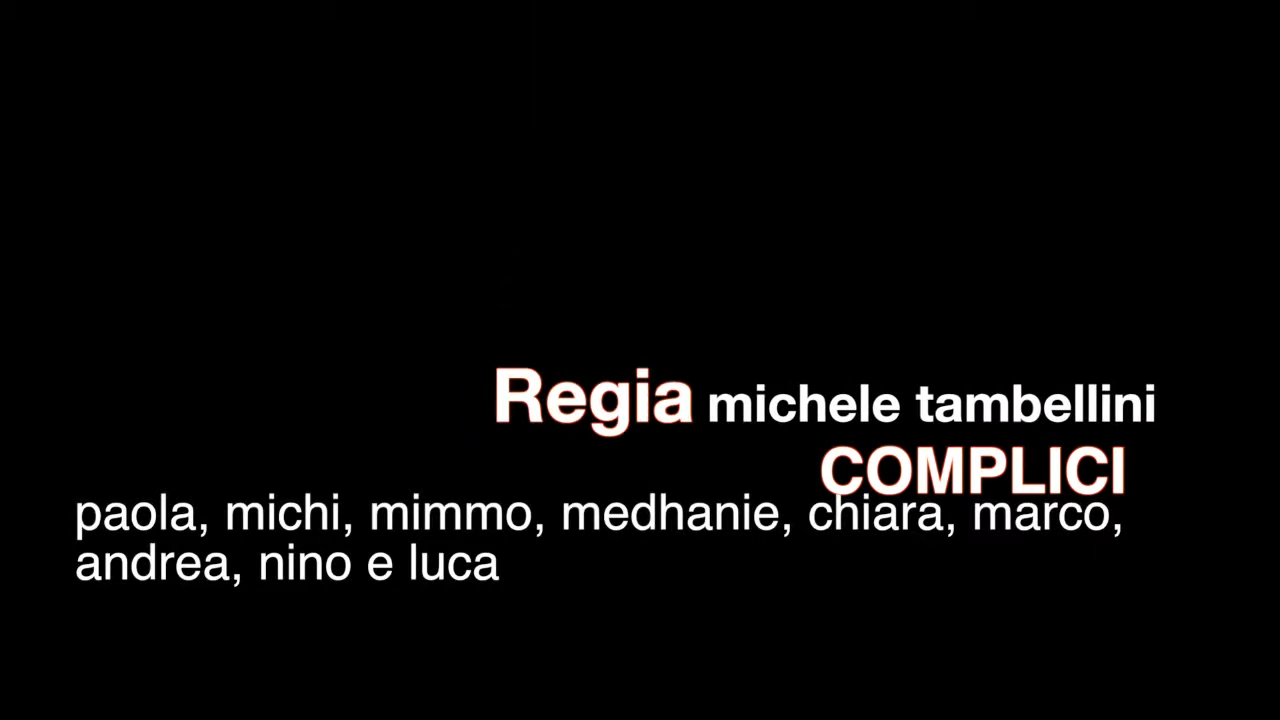 Regia michele tambellini
COMPLICI
paola, michi, mimmo, medhanie, chiara, marco,
andrea, nino e luca